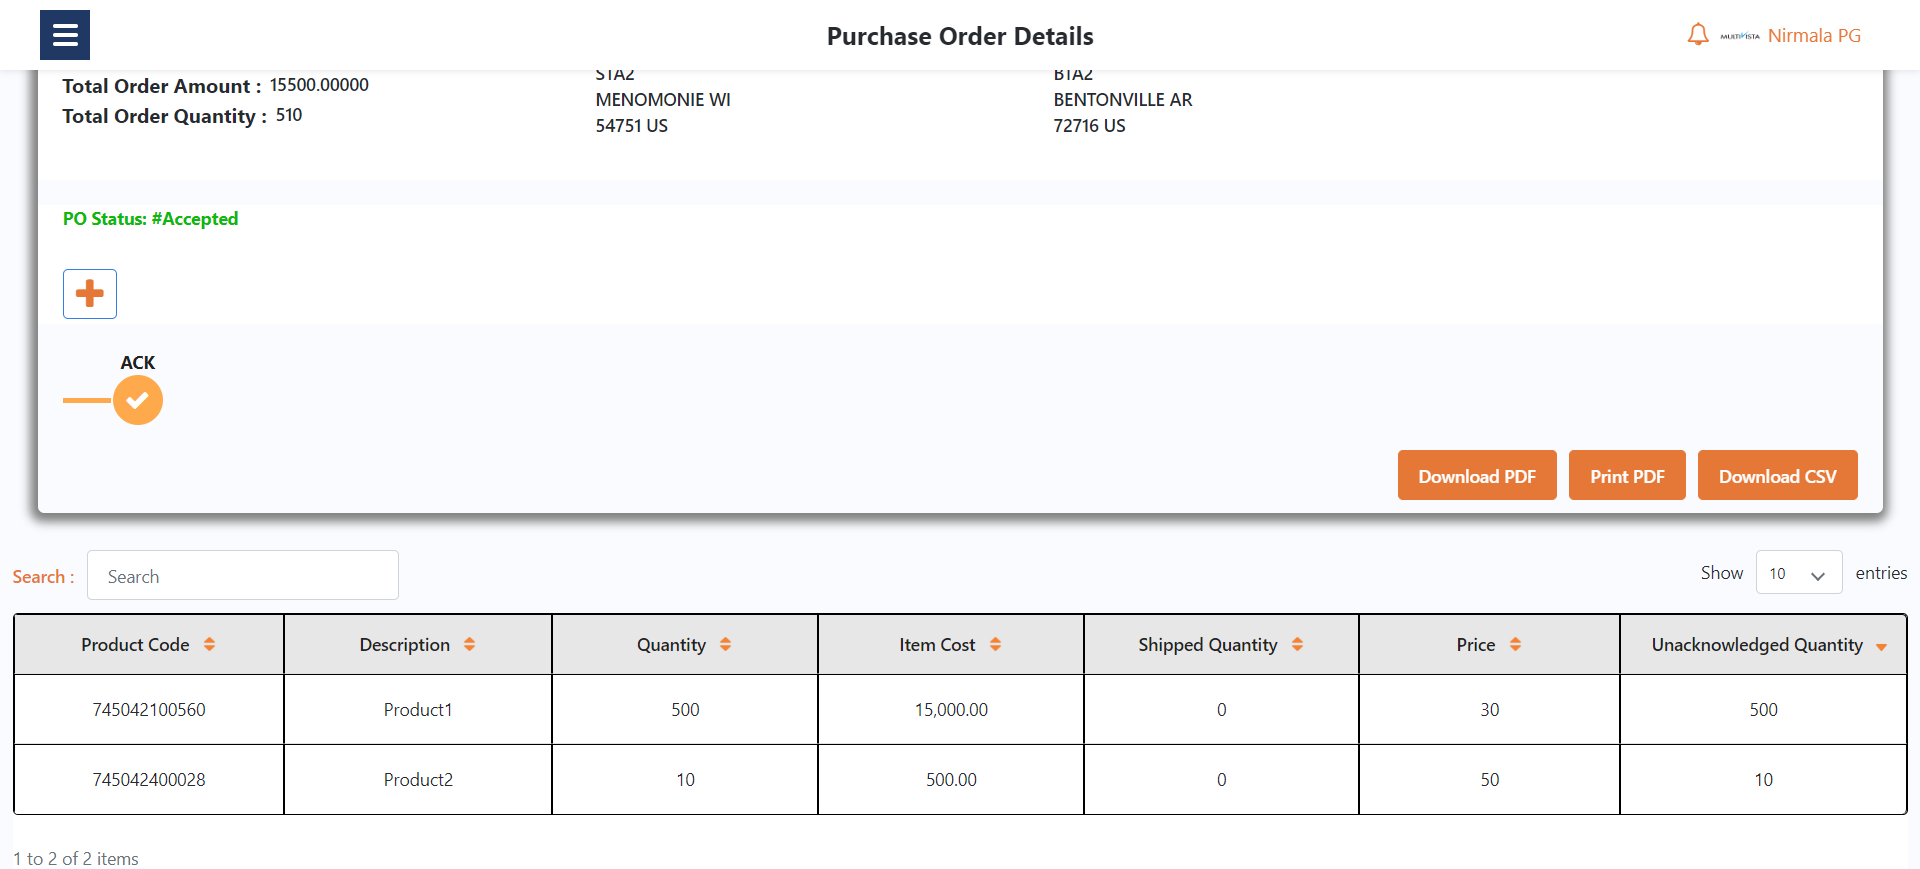 Purchase Order Details
MULTIVISTA Nirmala PG
Total Order Amount : 15500.00000
Total Order Quantity : 510
STA2
MENOMONIE WI
54751 US
BTA2
BENTONVILLE AR
72716 US
PO Status: #Accepted
ACK
Download PDF Print PDF Download CSV
Search : Search Show 10 entries
Product Code Description Quantity Item Cost Shipped Quantity Price Unacknowledged Quantity
745042100560 Product1 500 15,000.00 0 30 500
745042400028 Product2 10 500.00 0 50 10
1 to 2 of 2 items